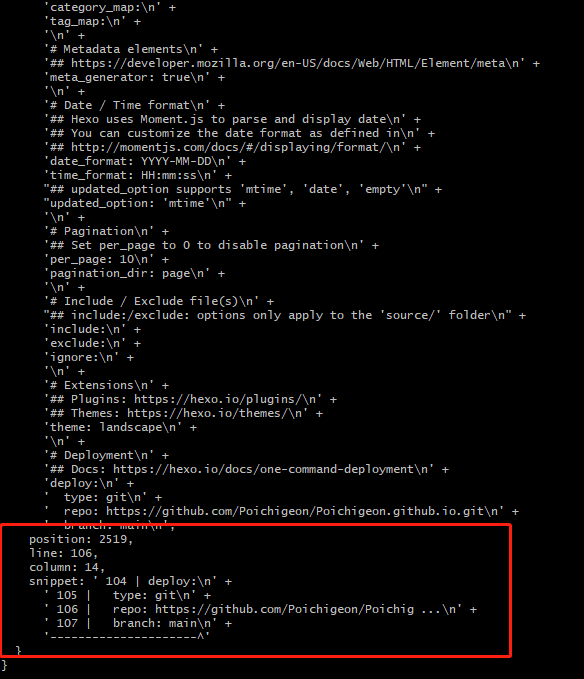 'category_map:\n' +
'tag_map:\n' +
'\n' +
'# Metadata elements\n' +
'## https://developer.mozilla.org/en-US/docs/Web/HTML/Element/meta\n' +
'meta_generator: true\n' +
'\n' +
'# Date / Time format\n' +
'## Hexo uses Moment.js to parse and display date\n' +
'## You can customize the date format as defined in\n' +
'## http://momentjs.com/docs/#/displaying/format/\n' +
'date_format: YYYY-MM-DD\n' +
'time_format: HH:mm:ss\n' +
"## updated_option supports 'mtime', 'date', 'empty'\n" +
"updated_option: 'mtime'\n" +
'\n' +
'# Pagination\n' +
'## Set per_page to 0 to disable pagination\n' +
'per_page: 10\n' +
'pagination_dir: page\n' +
'\n' +
'# Include / Exclude file(s)\n' +
"## include:/exclude: options only apply to the 'source/' folder\n" +
'include:\n' +
'exclude:\n' +
'ignore:\n' +
'\n' +
'# Extensions\n' +
'## Plugins: https://hexo.io/plugins/\n' +
'## Themes: https://hexo.io/themes/\n' +
'theme: landscape\n' +
'\n' +
'# Deployment\n' +
'## Docs: https://hexo.io/docs/one-command-deployment\n' +
'deploy:\n' +
'  type: git\n' +
'  repo: https://github.com/Poichigeon/Poichigeon.github.io.git\n' +
'  branch: main\n',
position: 2519,
line: 106,
column: 14,
snippet: ' 104 | deploy:\n' +
' 105 |   type: git\n' +
' 106 |   repo: https://github.com/Poichigeon/Poichig ...\n' +
' 107 |   branch: main\n' +
'---------------------^'
}
}